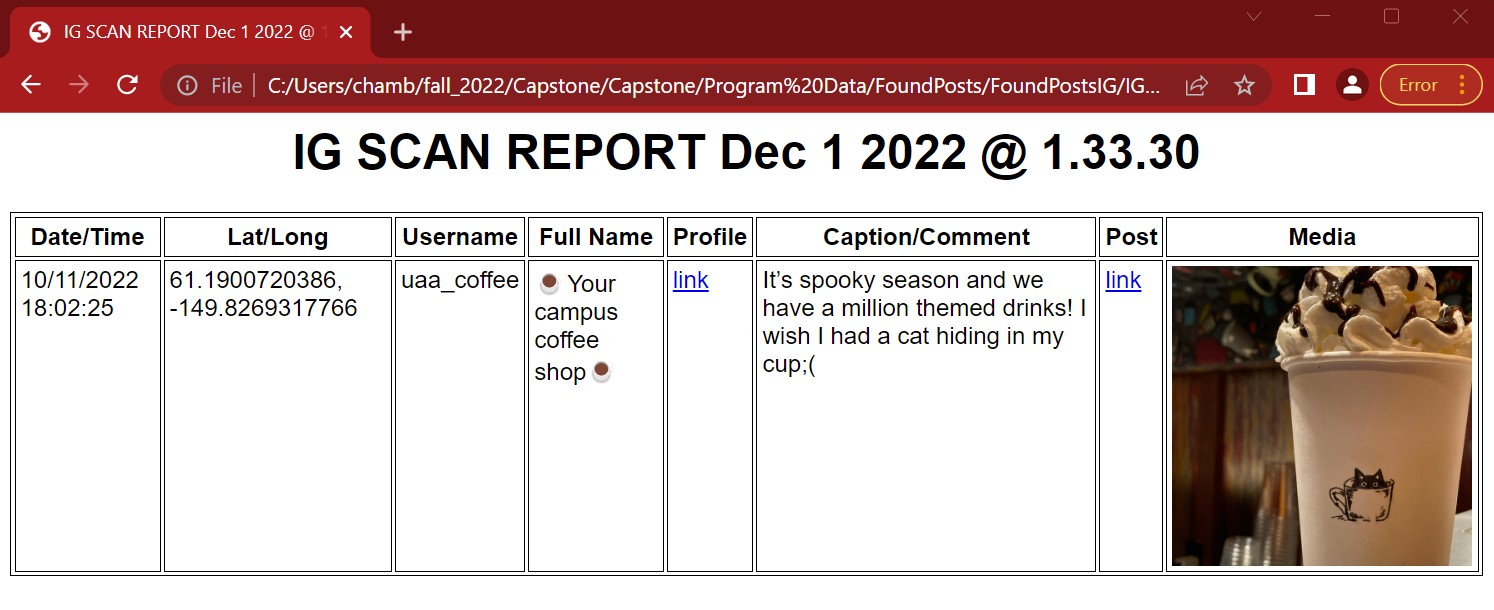 IG SCAN REPORT Dec 1 2022 @ 1
File
C:/Users/chamb/fall_2022/Capstone/Capstone/Program%20Data/FoundPosts/FoundPostsIG/IG...
Error
IG SCAN REPORT Dec 1 2022 @ 1.33.30
Date/Time Lat/Long Username Full Name Profile Caption/Comment Post Media
10/11/2022
18:02:25
61.1900720386,
-149.8269317766
uaa_coffee
☕ Your
campus
coffee
shop ☕
link
It’s spooky season and we
have a million themed drinks! I
wish I had a cat hiding in my
cup;(
link